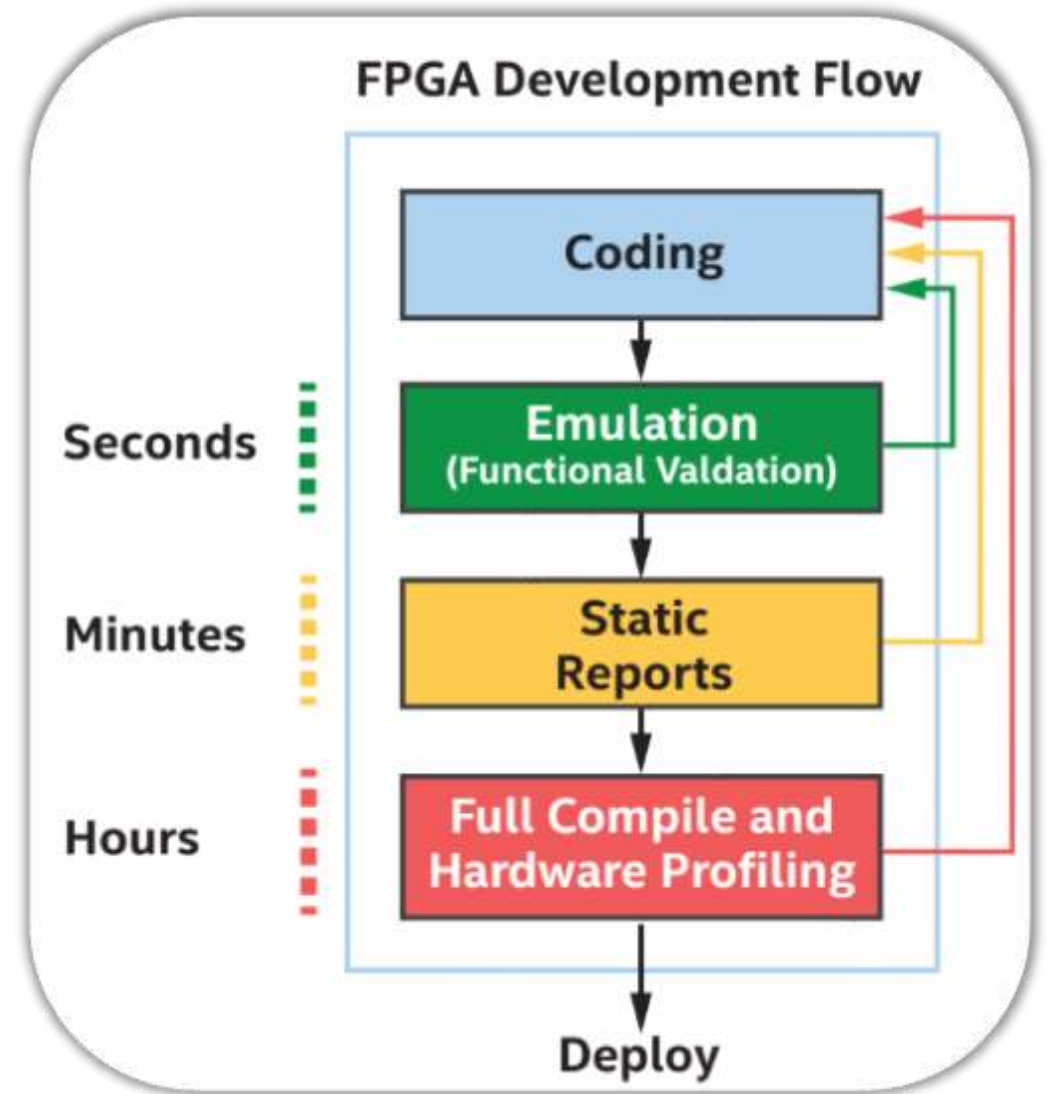 FPGA Development Flow
Coding
Seconds
Emulation
(Functional Valdation)
Minutes
Static
Reports
Hours
Full Compile and
Hardware Profiling
Deploy